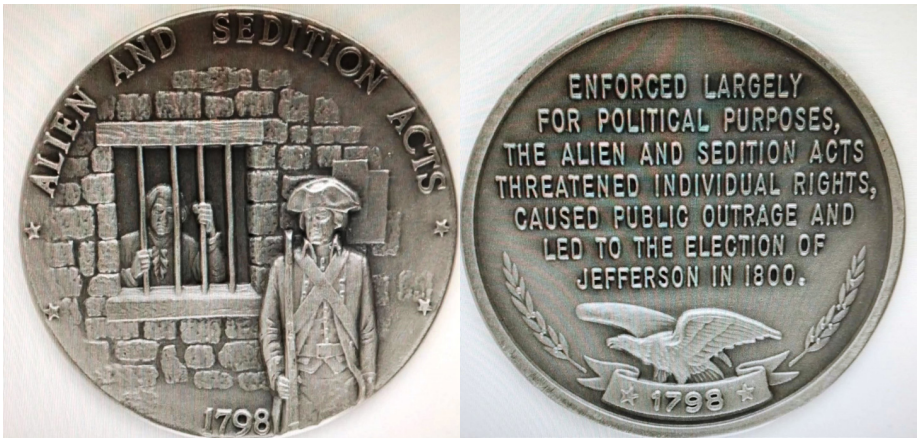 ALIEN AND SEDITION ACTS
1798
ENFORCED LARGELY
FOR POLITICAL PURPOSES,
THE ALIEN AND SEDITION ACTS
THREATENED INDIVIDUAL RIGHTS,
CAUSED PUBLIC OUTRAGE AND
LED TO THE ELECTION OF
JEFFERSON IN 1800.
1798